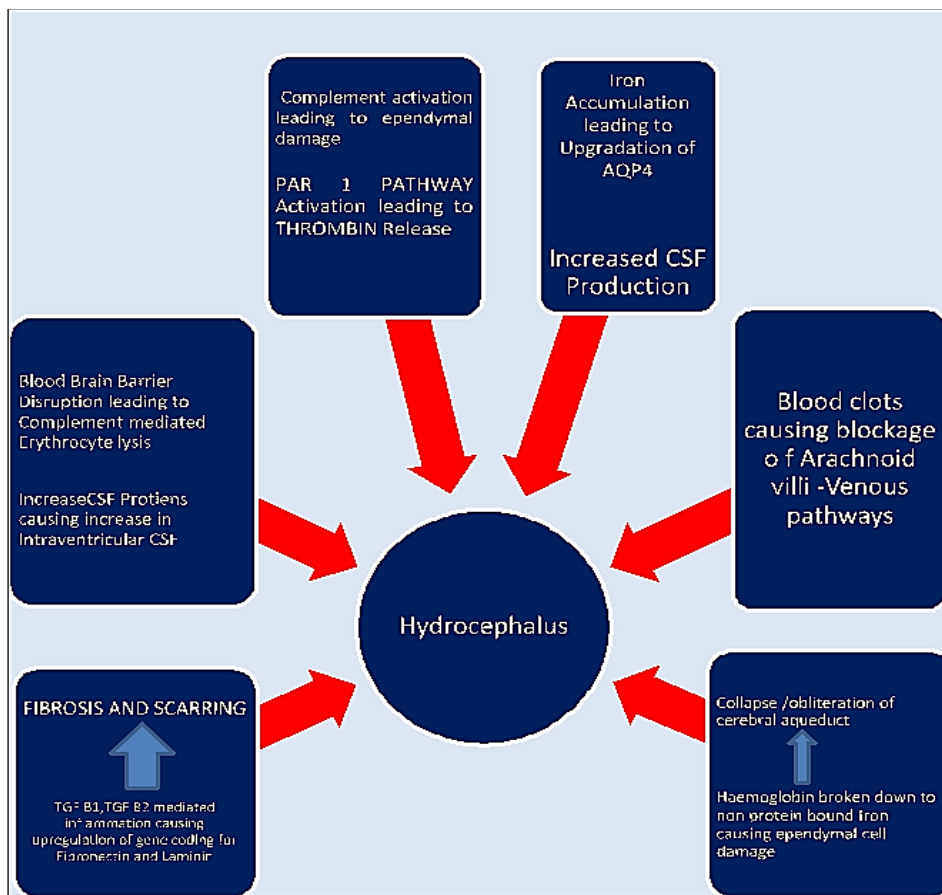 Complement activation
leading to ependymal
damage
PAR 1 PATHWAY
Activation leading to
THROMBIN Release
Iron
Accumulation
leading to
Upgradation of
AQP4
Increased CSF
Production
Blood Brain Barrier
Disruption leading to
Complement mediated
Erythrocyte lysis
IncreaseCSF Protiens
causing increase in
Intraventricular CSF
Blood clots
causing blockage
o f Arachnoid
villi -Venous
pathways
Hydrocephalus
FIBROSIS AND SCARRING
TGF B1,TGF B2 mediated
inflammation causing
upregulation of gene coding for
Fibronectin and Laminin
Collapse /obliteration of
cerebral aqueduct
Haemoglobin broken down to
non protein bound iron
causing ependymal cell
damage